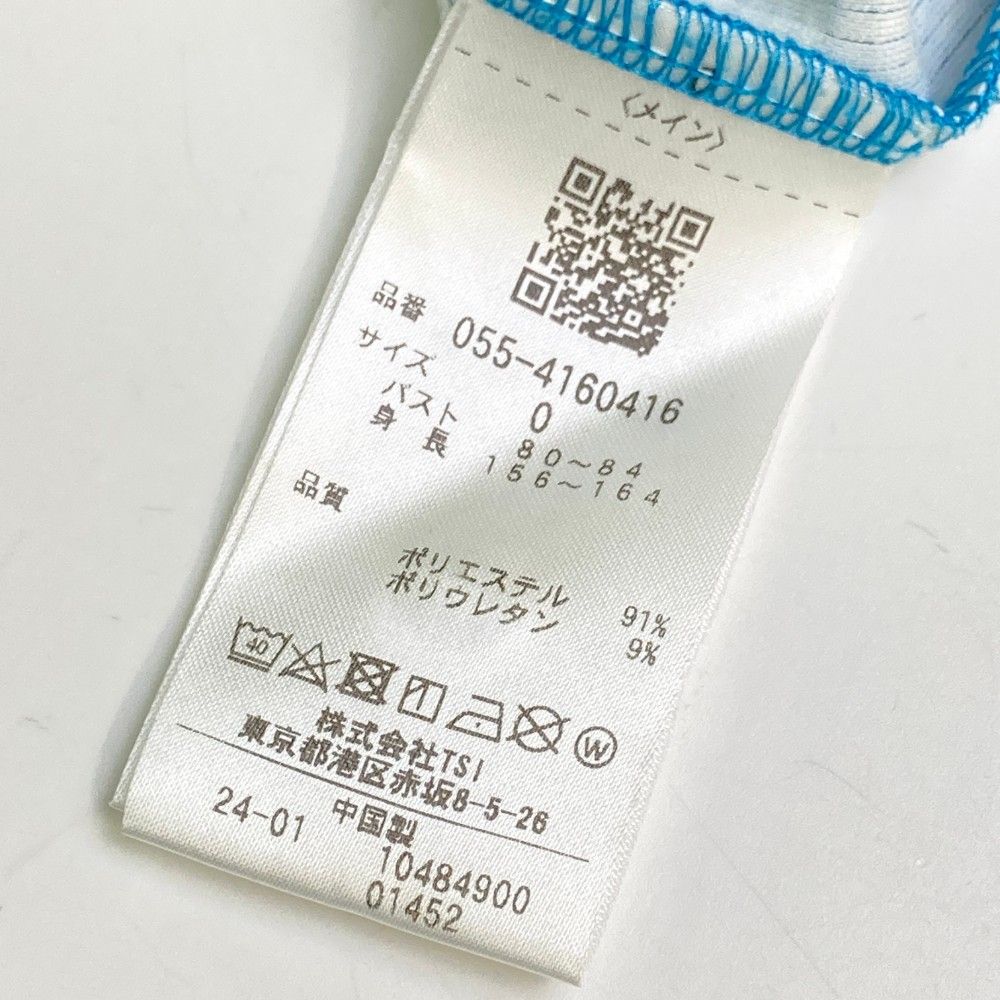 〈メイン〉
品番 055-4160416
サイズ 0
バスト 80～84
身長 156～164
品質
ポリエステル 91%
ポリウレタン 9%
40 W
株式会社TSI
東京都港区赤坂8-5-26
24-01 中国製
10484900
01452